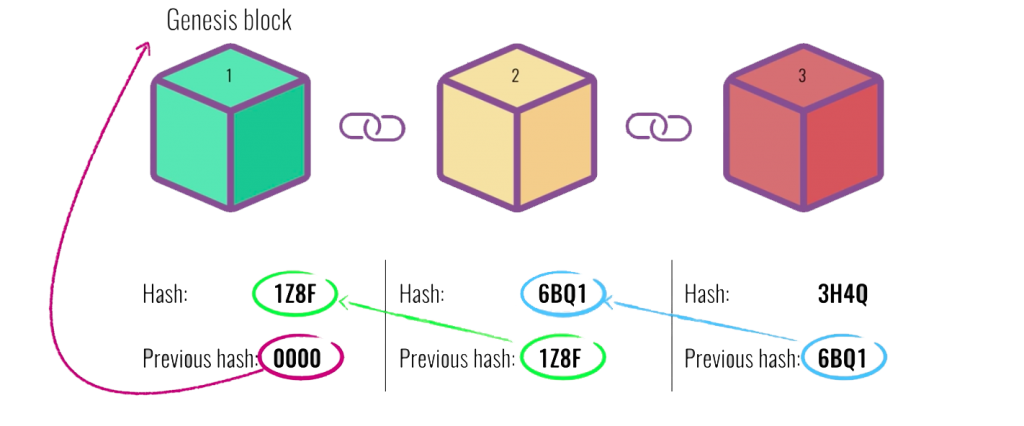 Genesis block
1
2
3
Hash: 1Z8F
Hash: 6BQ1
Hash: 3H4Q
Previous hash: 0000
Previous hash: 1Z8F
Previous hash: 6BQ1